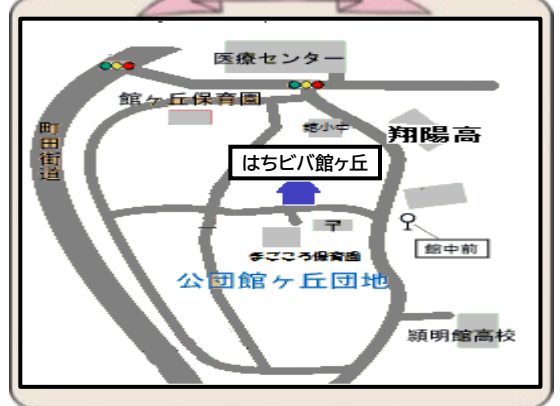 医療センター
館ヶ丘保育園
館小中
翔陽高
町田街道
はちビバ館ヶ丘
〒
館中前
まごころ保育園
公団館ヶ丘団地
穎明館高校